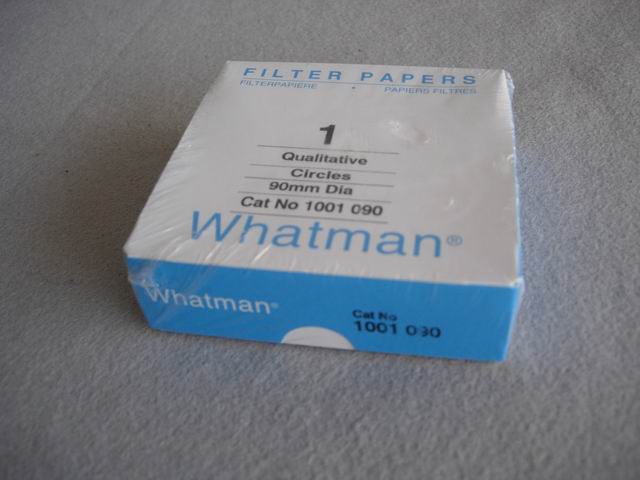 FILTER PAPERS
FILTERPAPIERE • PAPIERS FILTRES
1
Qualitative
Circles
90mm Dia
Cat No 1001 090
Whatman®
Whatman®
Cat No
1001 090